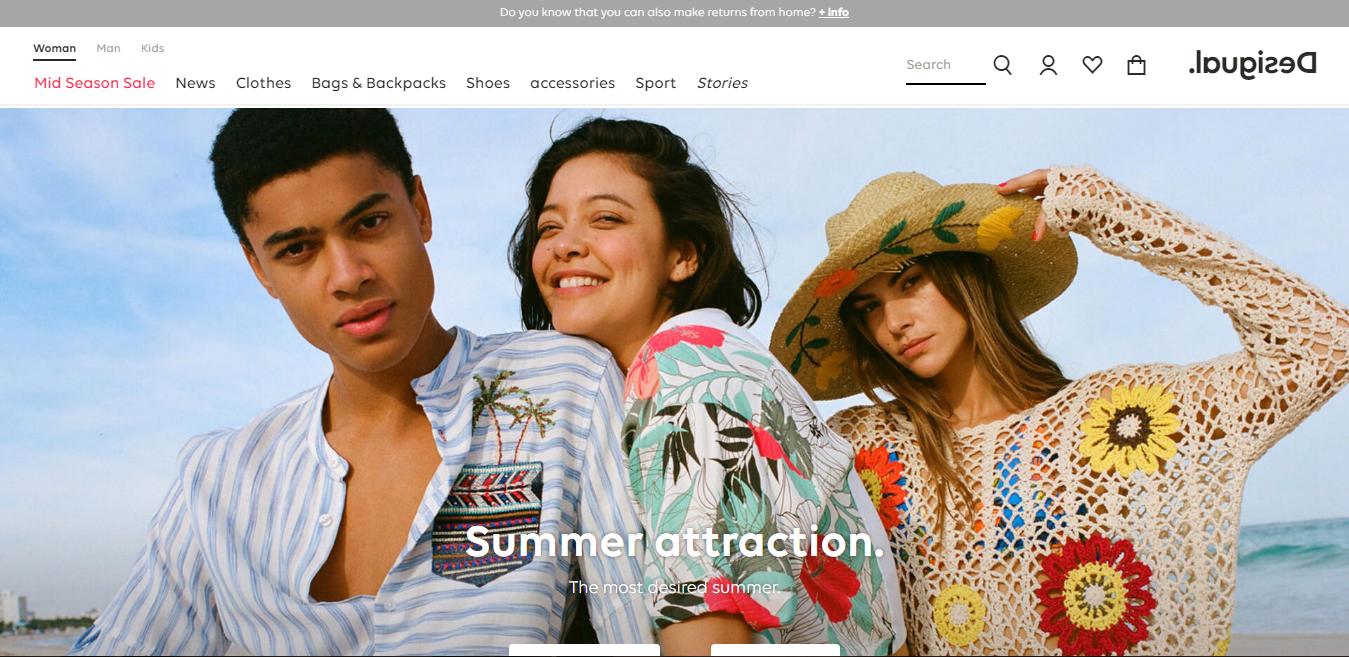 Do you know that you can also make returns from home? + info
Woman Man Kids
Mid Season Sale News Clothes Bags & Backpacks Shoes accessories Sport Stories
Search
Desigual.
Summer attraction.
The most desired summer.